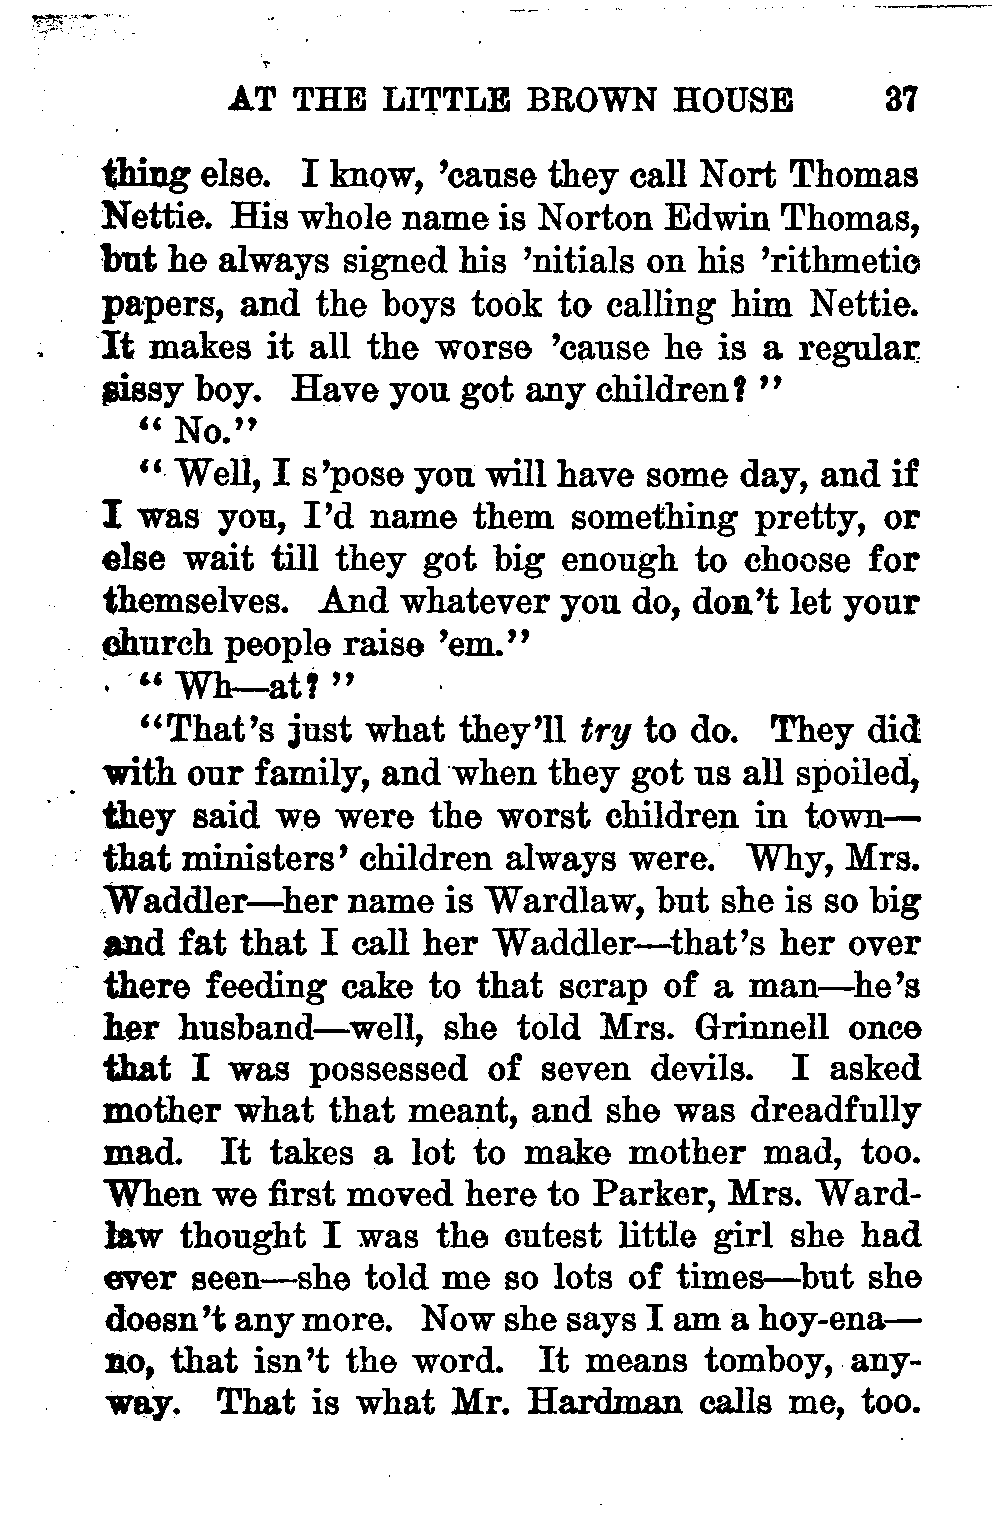 AT THE LITTLE BROWN HOUSE 37
thing else. I know, 'cause they call Nort Thomas
Nettie. His whole name is Norton Edwin Thomas,
but he always signed his 'nitials on his 'rithmetic
papers, and the boys took to calling him Nettie.
It makes it all the worse 'cause he is a regular
sissy boy. Have you got any children? "
" No."
" Well, I s'pose you will have some day, and if
I was you, I'd name them something pretty, or
else wait till they got big enough to choose for
themselves. And whatever you do, don't let your
church people raise 'em."
" Wh—at? "
"That's just what they'll try to do. They did
with our family, and when they got us all spoiled,
they said we were the worst children in town—
that ministers' children always were. Why, Mrs.
Waddler—her name is Wardlaw, but she is so big
and fat that I call her Waddler—that's her over
there feeding cake to that scrap of a man—he's
her husband—well, she told Mrs. Grinnell once
that I was possessed of seven devils. I asked
mother what that meant, and she was dreadfully
mad. It takes a lot to make mother mad, too.
When we first moved here to Parker, Mrs. Ward-
law thought I was the cutest little girl she had
ever seen—she told me so lots of times—but she
doesn't any more. Now she says I am a hoy-ena—
no, that isn't the word. It means tomboy, any-
way. That is what Mr. Hardman calls me, too.